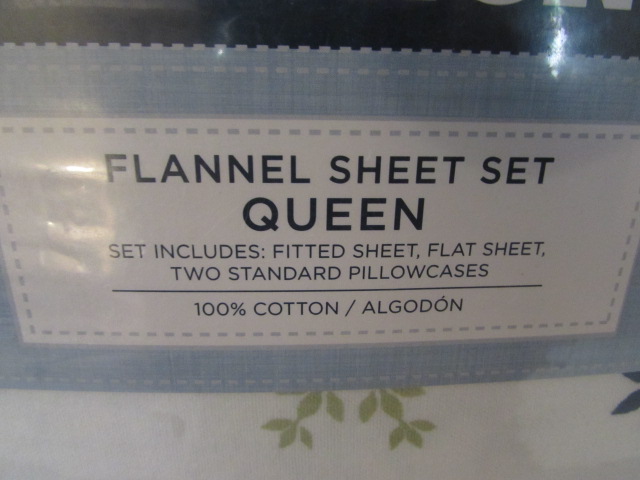 FLANNEL SHEET SET
QUEEN
SET INCLUDES: FITTED SHEET, FLAT SHEET,
TWO STANDARD PILLOWCASES
100% COTTON / ALGODÓN